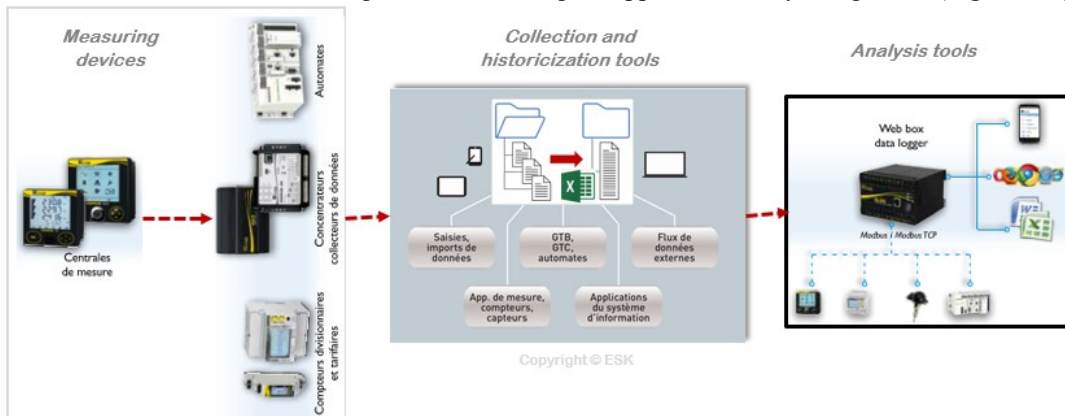 Measuring
devices
Automates
Centrales
de mesure
Concentrateurs
collecteurs de données
Compteurs divisionnaires
et tarifaires
Collection and
historicization tools
X
Saisies,
imports de
données
GTB,
GTC,
automates
Flux de
données
externes
App. de mesure,
compteurs,
capteurs
Applications
du système
d'information
Copyright © ESK
Analysis tools
Web box
data logger
Modbus / Modbus TCP
W
X